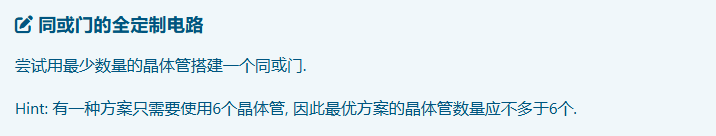 同或门的全定制电路
尝试用最少数量的晶体管搭建一个同或门.
Hint: 有一种方案只需要使用6个晶体管, 因此最优方案的晶体管数量应不多于6个.